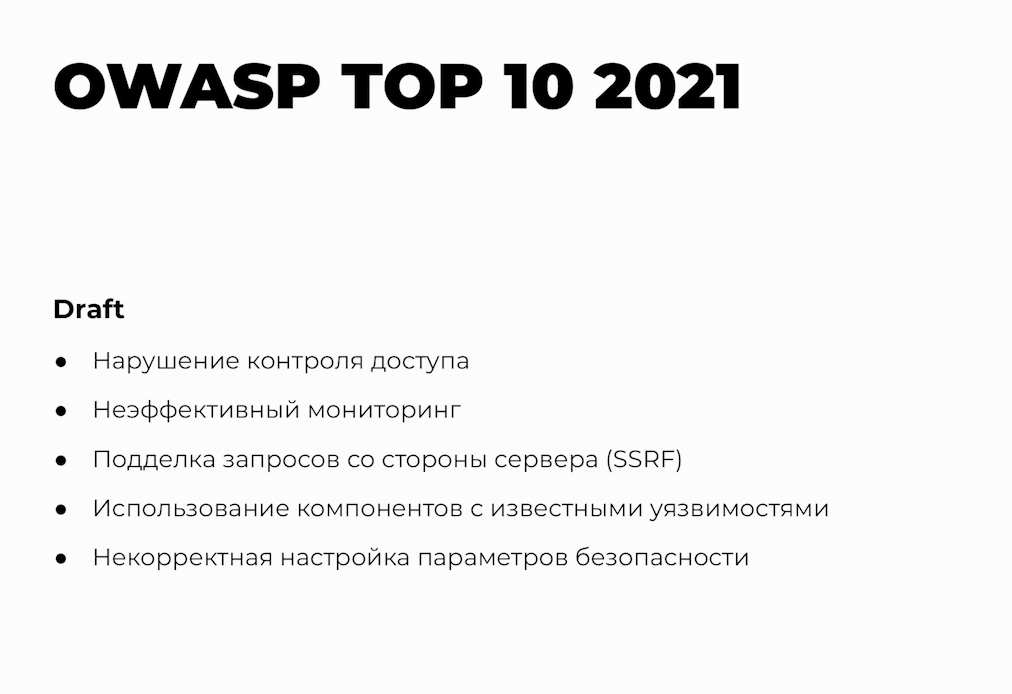 OWASP TOP 10 2021
Draft
● Нарушение контроля доступа
● Неэффективный мониторинг
● Подделка запросов со стороны сервера (SSRF)
● Использование компонентов с известными уязвимостями
● Некорректная настройка параметров безопасности